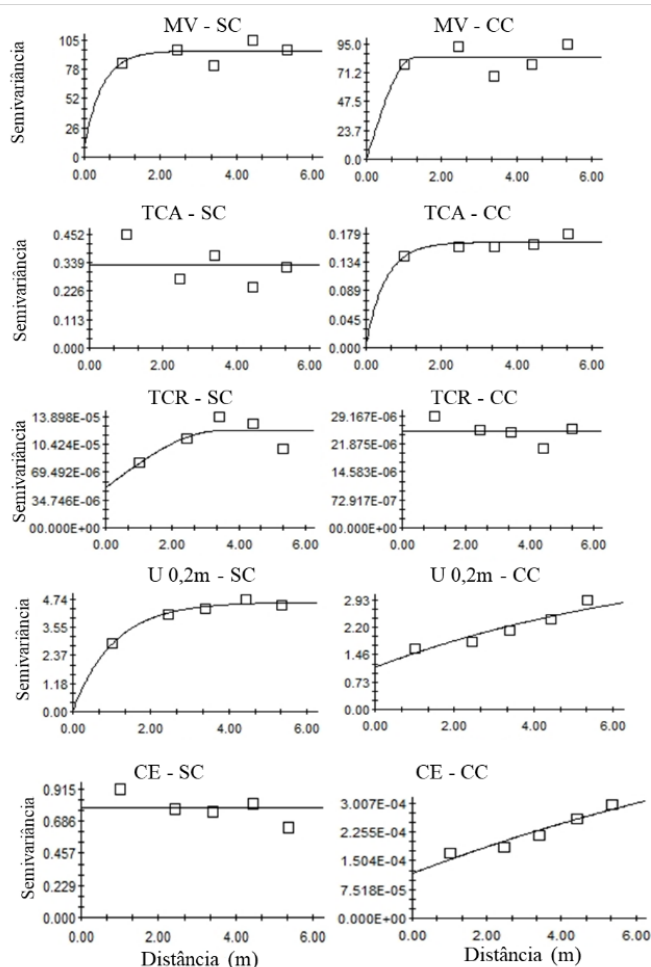 MV - SC
Semivariância
105
78
52
26
0
0.00 2.00 4.00 6.00
MV - CC
95.0
71.2
47.5
23.7
0.0
0.00 2.00 4.00 6.00
TCA - SC
Semivariância
0.452
0.339
0.226
0.113
0.000
0.00 2.00 4.00 6.00
TCA - CC
0.179
0.134
0.089
0.045
0.000
0.00 2.00 4.00 6.00
TCR - SC
Semivariância
13.898E-05
10.424E-05
69.492E-06
34.746E-06
00.000E+00
0.00 2.00 4.00 6.00
TCR - CC
29.167E-06
21.875E-06
14.583E-06
72.917E-07
00.000E+00
0.00 2.00 4.00 6.00
U 0,2m - SC
Semivariância
4.74
3.55
2.37
1.18
0.00
0.00 2.00 4.00 6.00
U 0,2m - CC
2.93
2.20
1.46
0.73
0.00
0.00 2.00 4.00 6.00
CE - SC
Semivariância
0.915
0.686
0.457
0.229
0.000
0.00 2.00 4.00 6.00
Distância (m)
CE - CC
3.007E-04
2.255E-04
1.504E-04
7.518E-05
0.000E+00
0.00 2.00 4.00 6.00
Distância (m)